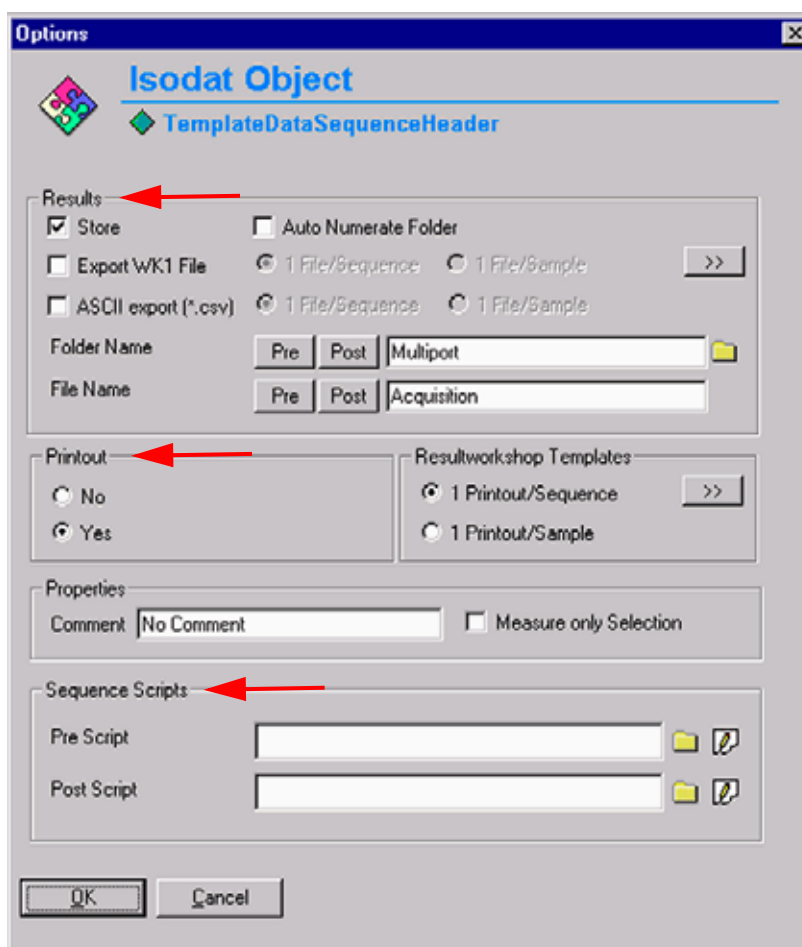 Options
Isodat Object
TemplateDataSequenceHeader
Results
Store Auto Numerate Folder
Export WK1 File 1 File/Sequence 1 File/Sample >>
ASCII export (*.csv) 1 File/Sequence 1 File/Sample
Folder Name Pre Post Multiport
File Name Pre Post Acquisition
Printout Resultworkshop Templates
No 1 Printout/Sequence >>
Yes 1 Printout/Sample
Properties
Comment No Comment Measure only Selection
Sequence Scripts
Pre Script
Post Script
OK Cancel